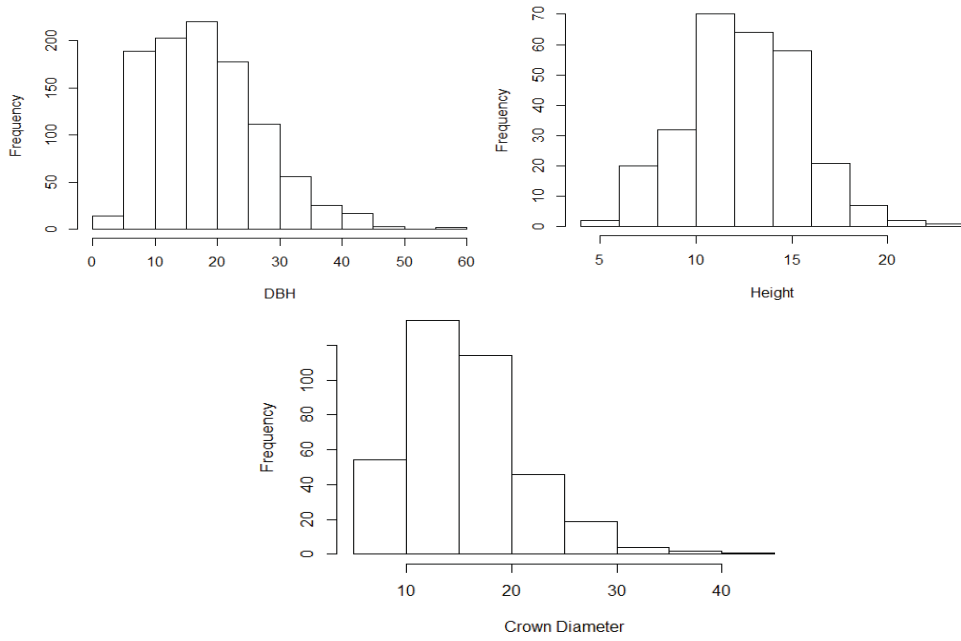 Frequency
0 50 100 150 200
0 10 20 30 40 50 60
DBH
Frequency
0 10 20 30 40 50 60 70
5 10 15 20
Height
Frequency
0 20 40 60 80 100
10 20 30 40
Crown Diameter